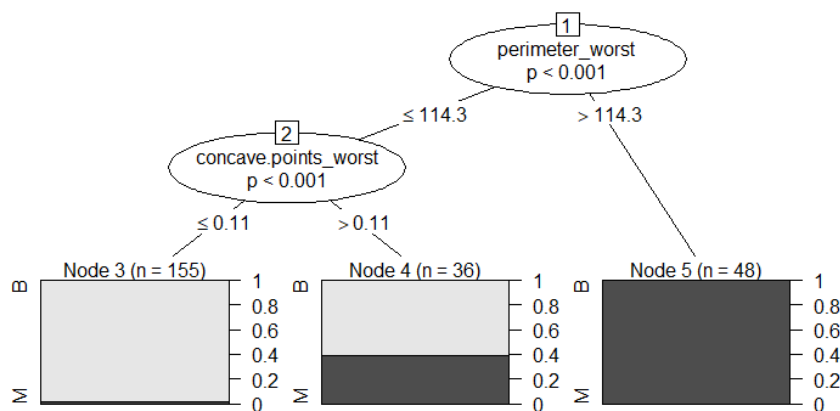 1
perimeter_worst
p < 0.001
≤ 114.3
> 114.3
2
concave.points_worst
p < 0.001
≤ 0.11
> 0.11
Node 3 (n = 155)
B
M
1
0.8
0.6
0.4
0.2
0
Node 4 (n = 36)
B
M
1
0.8
0.6
0.4
0.2
0
Node 5 (n = 48)
B
M
1
0.8
0.6
0.4
0.2
0